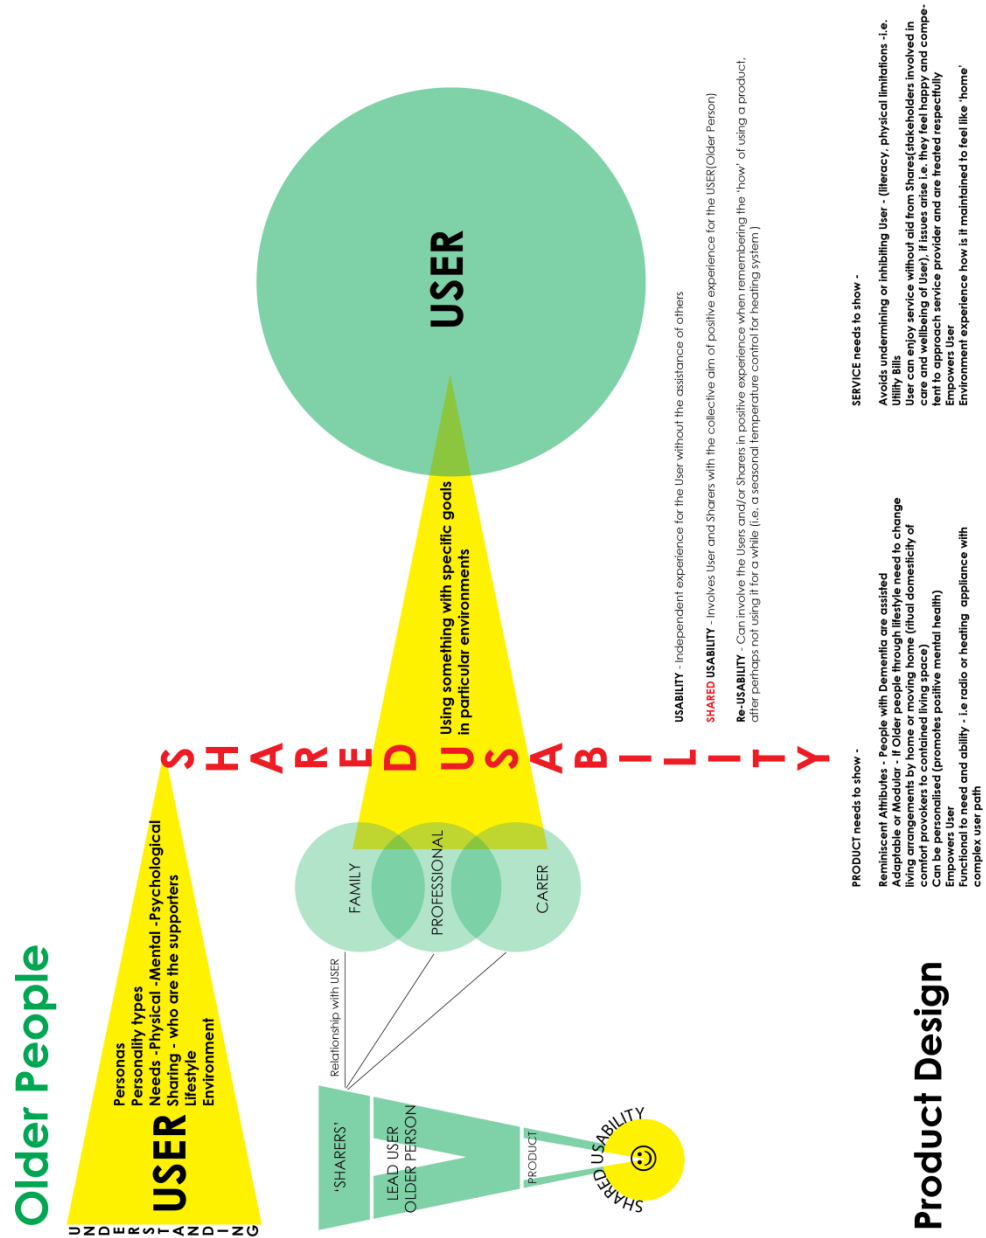 Older People
UNDERSTANDING
USER
Personas
Personality types
Needs -Physical -Mental -Psychological
Sharing - who are the supporters
Lifestyle
Environment
SHARED USABILITY
'SHARERS'
LEAD USER
OLDER PERSON
PRODUCT
SHARED USABILITY
Relationship with USER
FAMILY
PROFESSIONAL
CARER
Using something with specific goals
in particular environments
USER
USABILITY - Independent experience for the User without the assistance of others
SHARED USABILITY - Involves User and Sharers with the collective aim of positive experience for the USER(Older Person)
Re-USABILITY - Can involve the Users and/or Sharers in positive experience when remembering the 'how' of using a product,
after perhaps not using it for a while (i.e. a seasonal temperature control for heating system )
Product Design
PRODUCT needs to show -
Reminiscent Attributes - People with Dementia are assisted
Adaptable or Modular - if Older people through lifestyle need to change
living arrangements by home or moving home (ritual domesticity of
comfort provokers to contained living space)
Can be personalised (promotes positive mental health)
Empowers User
Functional to need and ability - i.e radio or heating appliance with
complex user path
SERVICE needs to show -
Avoids undermining or inhibiting User - (literacy, physical limitations -i.e.
Utility Bills
User can enjoy service without aid from Shares(stakeholders involved in
care and wellbeing of User), if issues arise i.e. they feel happy and compe-
tent to approach service provider and are treated respectfully
Empowers User
Environment experience how is it maintained to feel like 'home'